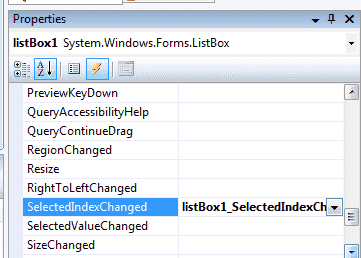 Properties
listBox1 System.Windows.Forms.ListBox
PreviewKeyDown
QueryAccessibilityHelp
QueryContinueDrag
RegionChanged
Resize
RightToLeftChanged
SelectedIndexChanged listBox1_SelectedIndexCh
SelectedValueChanged
SizeChanged